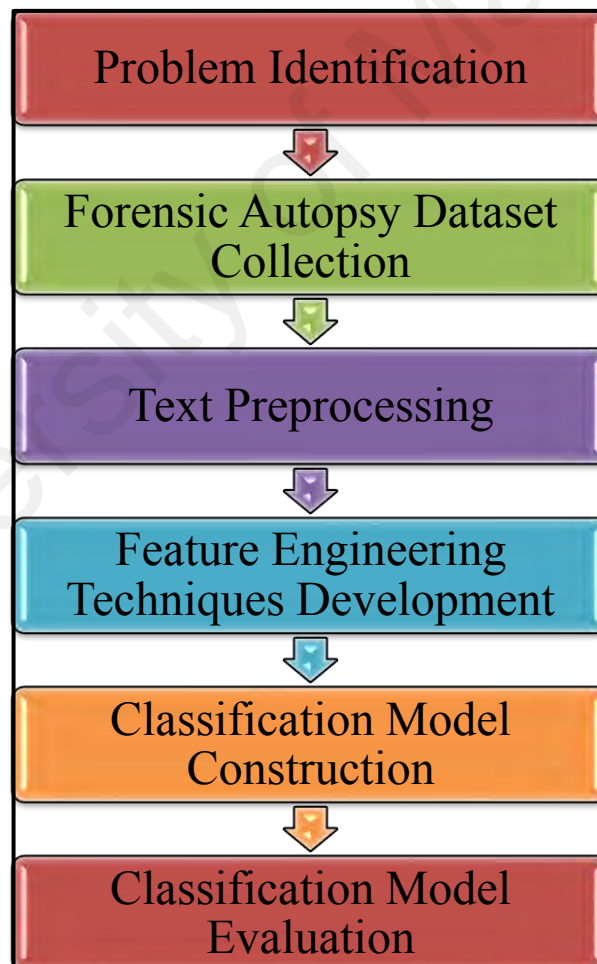 Problem Identification
Forensic Autopsy Dataset
Collection
Text Preprocessing
Feature Engineering
Techniques Development
Classification Model
Construction
Classification Model
Evaluation